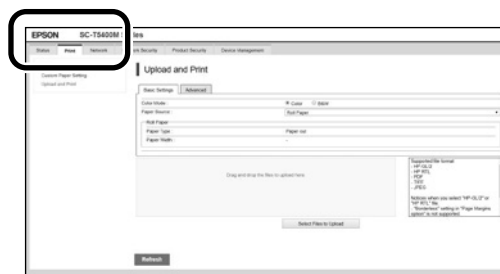 EPSON SC-T5400M les
Status Print Network nt Security Product Security Device Management
Custom Paper Setting
Upload and Print
Upload and Print
Basic Settings Advanced
Color Mode : Color B&W
Paper Source : Roll Paper
Roll Paper
Paper Type : Paper out
Paper Width : -
Drag and drop the files to upload here.
Supported file format
- HP-GL/2
- HP RTL
- PDF
- TIFF
- JPEG
Notices when you select "HP-GL/2" or
"HP RTL" file
- "Borderless" setting in "Page Margins
option" is not supported.
Select Files to Upload
Refresh